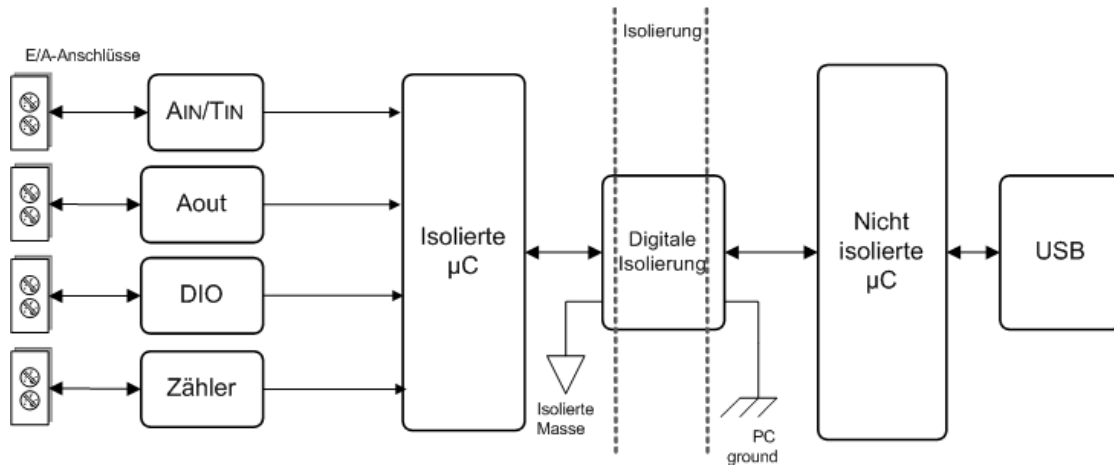 Isolierung
E/A-Anschlüsse
AIN/TIN
Aout
DIO
Zähler
Isolierte
µC
Digitale
Isolierung
Isolierte
Masse
PC
ground
Nicht
isolierte
µC
USB